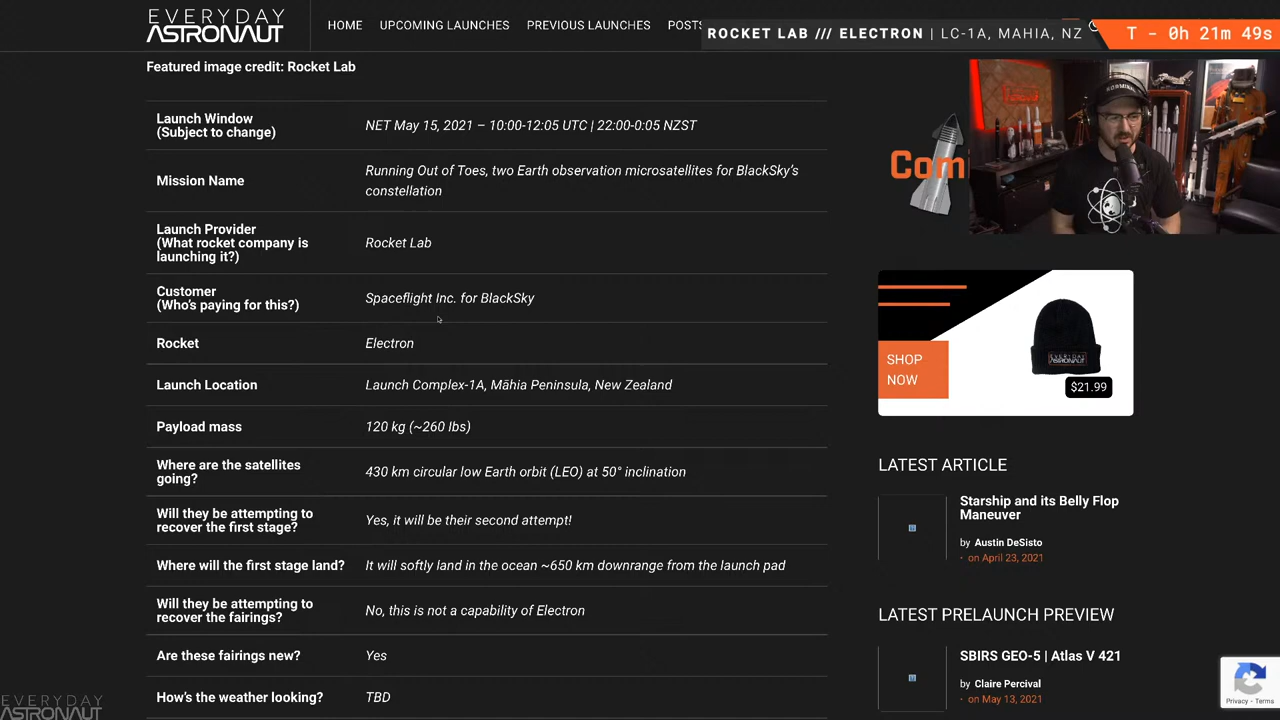 EVERYDAY
ASTRONAUT
HOME
UPCOMING LAUNCHES
PREVIOUS LAUNCHES
POSTS
ROCKET LAB /// ELECTRON | LC-1A, MAHIA, NZ
T - 0h 21m 49s
Featured image credit: Rocket Lab
Launch Window
(Subject to change)
NET May 15, 2021 – 10:00-12:05 UTC | 22:00-0:05 NZST
Mission Name
Running Out of Toes, two Earth observation microsatellites for BlackSky's
constellation
Launch Provider
(What rocket company is
launching it?)
Rocket Lab
Customer
(Who's paying for this?)
Spaceflight Inc. for BlackSky
Rocket
Electron
Launch Location
Launch Complex-1A, Māhia Peninsula, New Zealand
Payload mass
120 kg (~260 lbs)
Where are the satellites
going?
430 km circular low Earth orbit (LEO) at 50° inclination
Will they be attempting to
recover the first stage?
Yes, it will be their second attempt!
Where will the first stage land?
It will softly land in the ocean ~650 km downrange from the launch pad
Will they be attempting to
recover the fairings?
No, this is not a capability of Electron
Are these fairings new?
Yes
How's the weather looking?
TBD
Com
SHOP
NOW
EVERYDAY
ASTRONAUT
$21.99
LATEST ARTICLE
Starship and its Belly Flop
Maneuver
by Austin DeSisto
- on April 23, 2021
LATEST PRELAUNCH PREVIEW
SBIRS GEO-5 | Atlas V 421
by Claire Percival
- on May 13, 2021
Privacy - Terms
EVERYDAY
ASTRONAUT